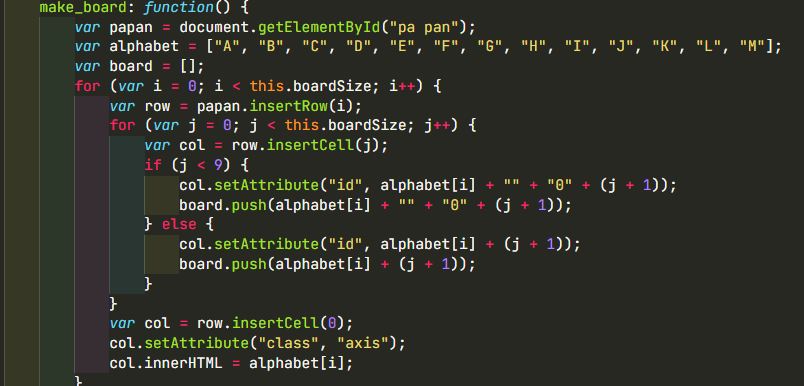 make_board: function() {
var papan = document.getElementById("pa pan");
var alphabet = ["A", "B", "C", "D", "E", "F", "G", "H", "I", "J", "K", "L", "M"];
var board = [];
for (var i = 0; i < this.boardSize; i++) {
var row = papan.insertRow(i);
for (var j = 0; j < this.boardSize; j++) {
var col = row.insertCell(j);
if (j < 9) {
col.setAttribute("id", alphabet[i] + "" + "0" + (j + 1));
board.push(alphabet[i] + "" + "0" + (j + 1));
} else {
col.setAttribute("id", alphabet[i] + (j + 1));
board.push(alphabet[i] + (j + 1));
}
}
var col = row.insertCell(0);
col.setAttribute("class", "axis");
col.innerHTML = alphabet[i];
}